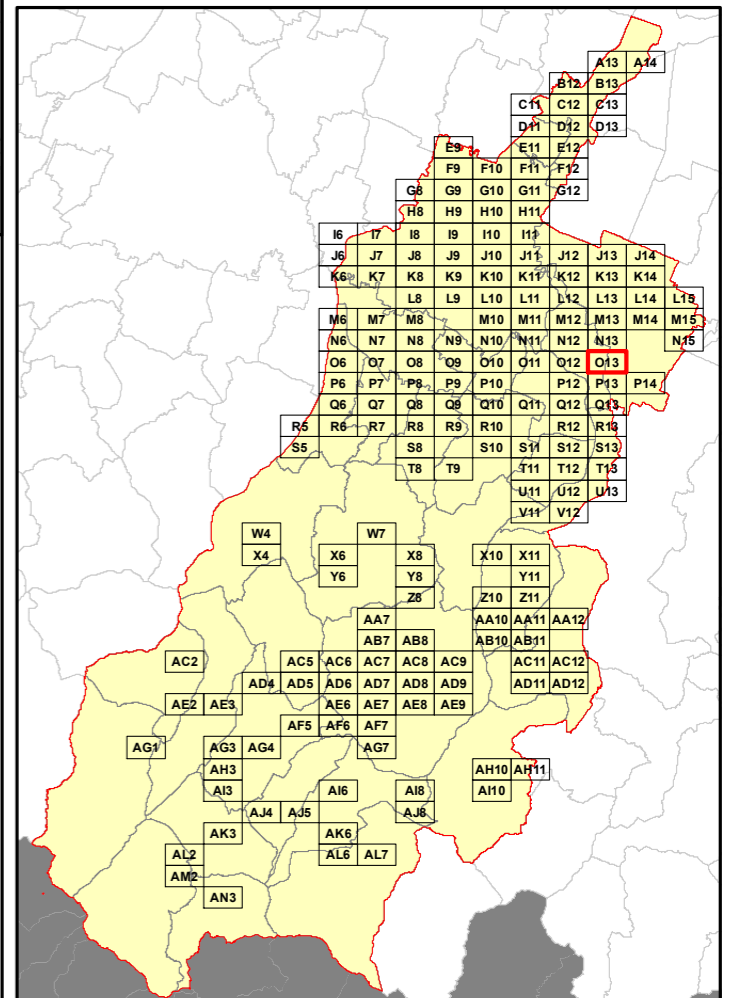 A13 A14
B12 B13
C11 C12 C13
D11 D12 D13
E9 E11 E12
F9 F10 F11 F12
G8 G9 G10 G11 G12
H8 H9 H10 H11
I6 I7 I8 I9 I10 I11
J6 J7 J8 J9 J10 J11 J12 J13 J14
K6 K7 K8 K9 K10 K11 K12 K13 K14
L8 L9 L10 L11 L12 L13 L14 L15
M6 M7 M8 M10 M11 M12 M13 M14 M15
N6 N7 N8 N9 N10 N11 N12 N13 N15
O6 O7 O8 O9 O10 O11 O12 O13
P6 P7 P8 P9 P10 P12 P13 P14
Q6 Q7 Q8 Q9 Q10 Q11 Q12 Q13
R5 R6 R7 R8 R9 R10 R12 R13
S5 S8 S10 S11 S12 S13
T8 T9 T11 T12 T13
U11 U12 U13
V11 V12
W4 W7
X4 X6 X8 X10 X11
Y6 Y8 Y11
Z8 Z10 Z11
AA7 AA10 AA11 AA12
AB7 AB8 AB10 AB11
AC2 AC5 AC6 AC7 AC8 AC9 AC11 AC12
AD4 AD5 AD6 AD7 AD8 AD9 AD11 AD12
AE2 AE3 AE6 AE7 AE8 AE9
AF5 AF6 AF7
AG1 AG3 AG4 AG7
AH3 AH10 AH11
AI3 AI6 AI8 AI10
AJ4 AJ5 AJ8
AK3 AK6
AL2 AL6 AL7
AM2
AN3